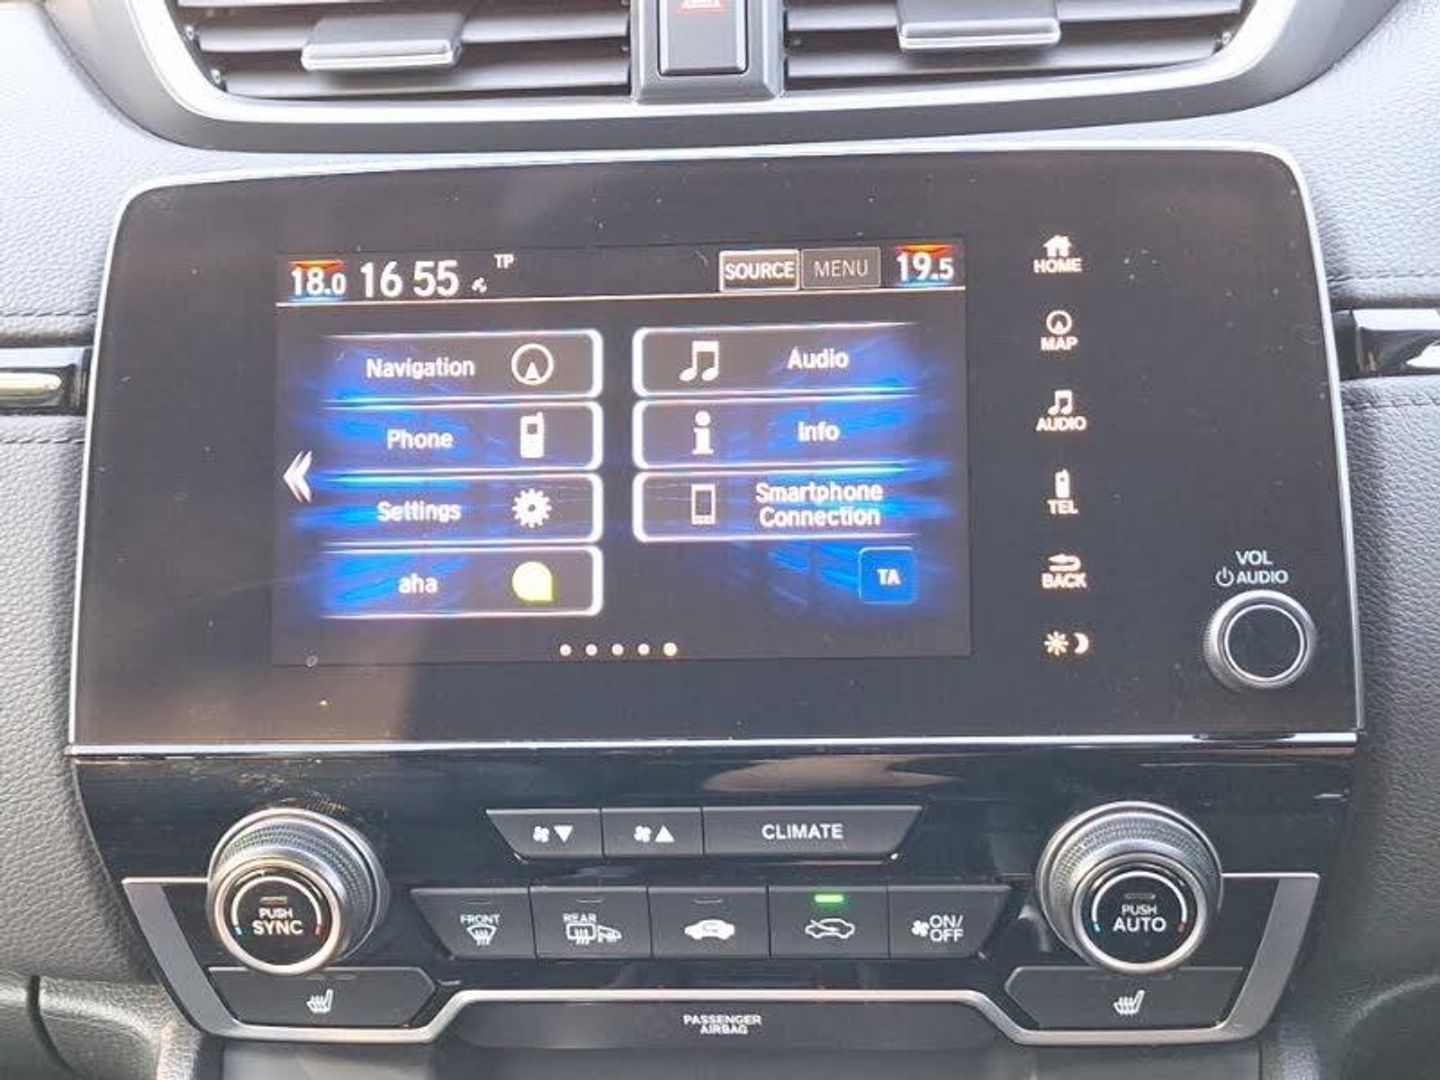 18.0 16 55 TP SOURCE MENU 19.5
Navigation
Audio
Phone
Info
Settings
Smartphone
Connection
aha
TA
HOME
MAP
AUDIO
TEL
BACK
VOL
AUDIO
CLIMATE
PUSH
SYNC
FRONT
REAR
ON/
OFF
PUSH
AUTO
PASSENGER
AIRBAG